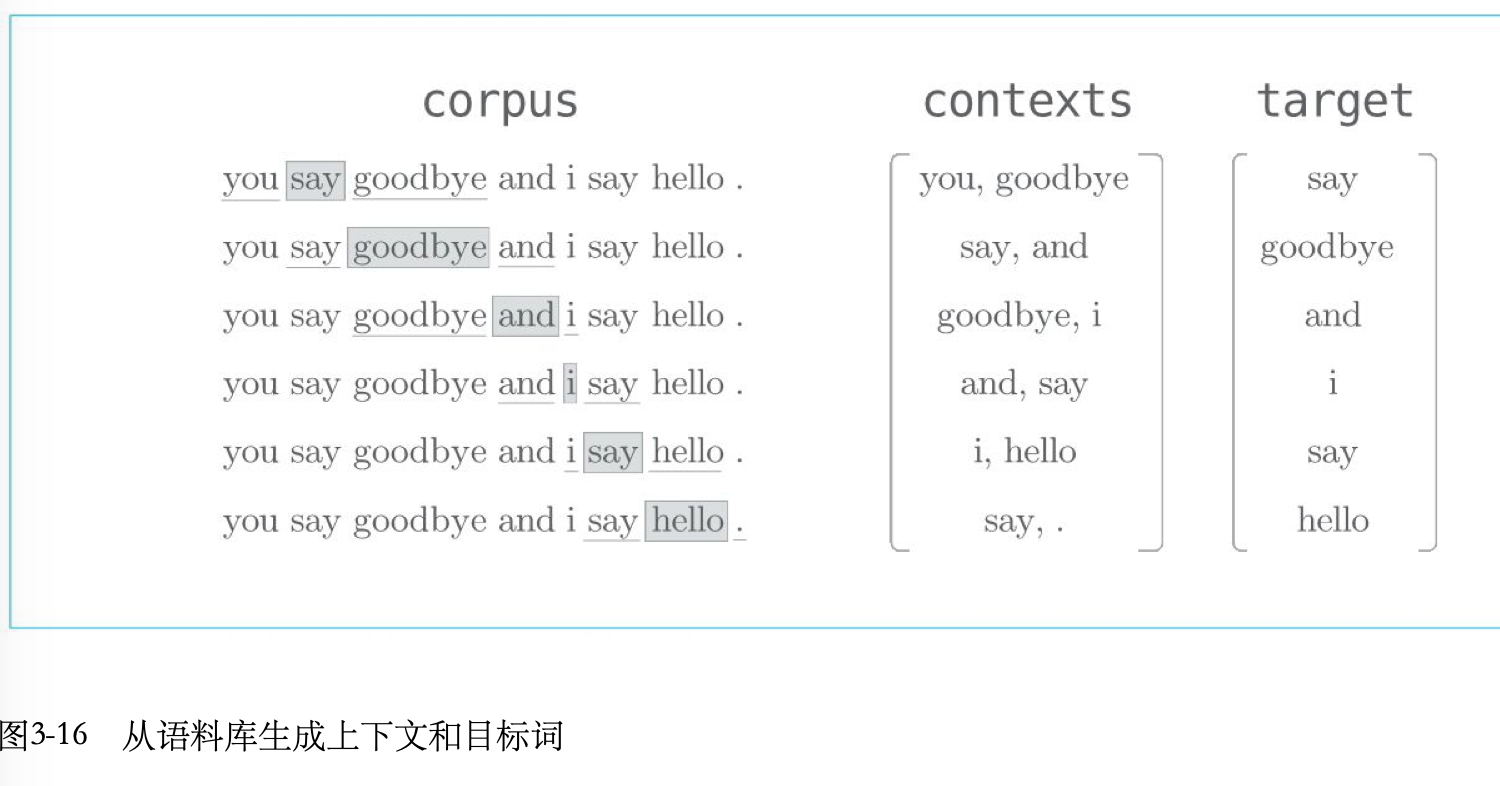 corpus contexts target
you say goodbye and i say hello . you, goodbye say
you say goodbye and i say hello . say, and goodbye
you say goodbye and i say hello . goodbye, i and
you say goodbye and i say hello . and, say i
you say goodbye and i say hello . i, hello say
you say goodbye and i say hello . say, . hello
图3-16 从语料库生成上下文和目标词